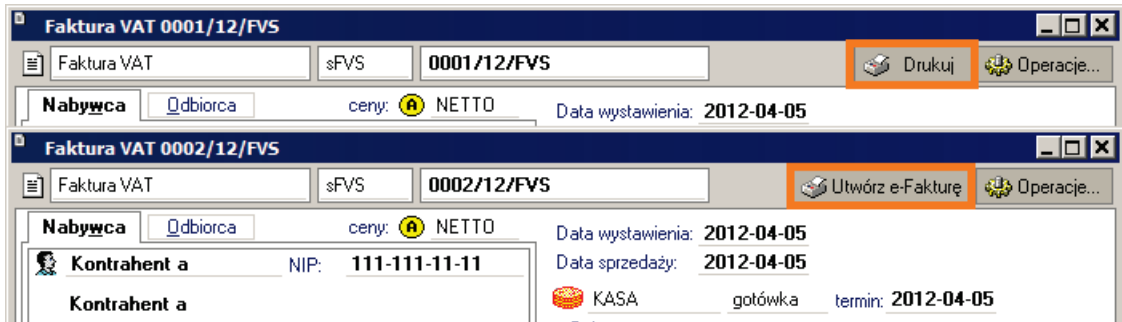 Faktura VAT 0001/12/FVS
Faktura VAT sFVS 0001/12/FVS Drukuj Operacje...
Nabywca Odbiorca ceny: A NETTO Data wystawienia: 2012-04-05
Faktura VAT 0002/12/FVS
Faktura VAT sFVS 0002/12/FVS Utwórz e-Fakturę Operacje...
Nabywca Odbiorca ceny: A NETTO Data wystawienia: 2012-04-05
Kontrahent a NIP: 111-111-11-11 Data sprzedaży: 2012-04-05
Kontrahent a KASA gotówka termin: 2012-04-05